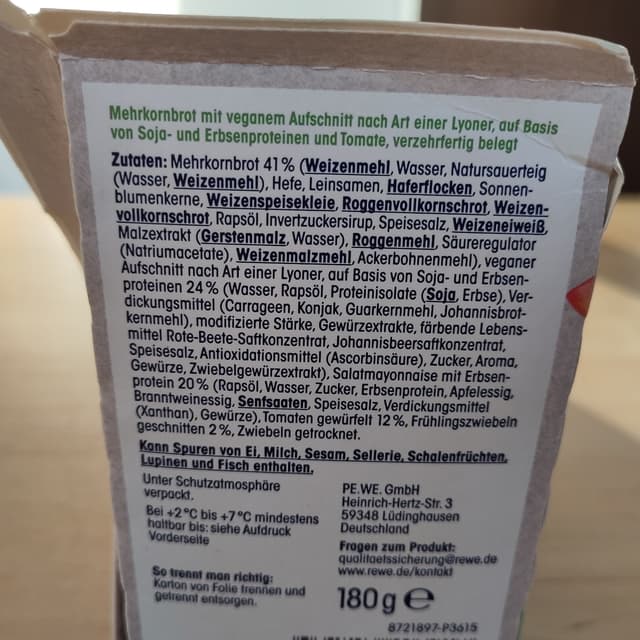 Mehrkornbrot mit veganem Aufschnitt nach Art einer Lyoner, auf Basis
von Soja- und Erbsenproteinen und Tomate, verzehrfertig belegt
Zutaten: Mehrkornbrot 41 % (Weizenmehl, Wasser, Natursauerteig
(Wasser, Weizenmehl), Hefe, Leinsamen, Haferflocken, Sonnen-
blumenkerne, Weizenspeisekleie, Roggenvollkornschrot, Weizen-
vollkornschrot, Rapsöl, Invertzuckersirup, Speisesalz, Weizeneiweiß,
Malzextrakt (Gerstenmalz, Wasser), Roggenmehl, Säureregulator
(Natriumacetate), Weizenmalzmehl, Ackerbohnenmehl), veganer
Aufschnitt nach Art einer Lyoner, auf Basis von Soja- und Erbsen-
proteinen 24 % (Wasser, Rapsöl, Proteinisolate (Soja, Erbse), Ver-
dickungsmittel (Carrageen, Konjak, Guarkernmehl, Johannisbrot-
kernmehl), modifizierte Stärke, Gewürzextrakte, färbende Lebens-
mittel Rote-Beete-Saftkonzentrat, Johannisbeersaftkonzentrat,
Speisesalz, Antioxidationsmittel (Ascorbinsäure), Zucker, Aroma,
Gewürze, Zwiebelgewürzextrakt), Salatmayonnaise mit Erbsen-
protein 20 % (Rapsöl, Wasser, Zucker, Erbsenprotein, Apfelessig,
Branntweinessig, Senfsaaten, Speisesalz, Verdickungsmittel
(Xanthan), Gewürze), Tomaten gewürfelt 12 %, Frühlingszwiebeln
geschnitten 2 %, Zwiebeln getrocknet.
Kann Spuren von Ei, Milch, Sesam, Sellerie, Schalenfrüchten,
Lupinen und Fisch enthalten.
Unter Schutzatmosphäre
verpackt.
Bei +2 °C bis +7 °C mindestens
haltbar bis: siehe Aufdruck
Vorderseite
So trennt man richtig:
Karton von Folie trennen und
getrennt entsorgen.
PE.WE. GmbH
Heinrich-Hertz-Str. 3
59348 Lüdinghausen
Deutschland
Fragen zum Produkt:
qualitaetssicherung@rewe.de
www.rewe.de/kontakt
180 g e
8721897-P3615